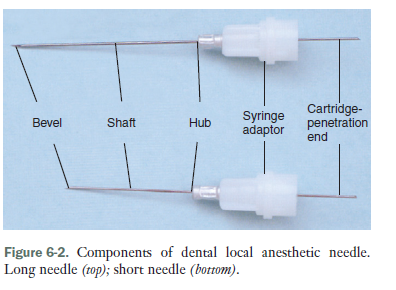 Bevel
Shaft
Hub
Syringe
adaptor
Cartridge-
penetration
end
Figure 6-2. Components of dental local anesthetic needle.
Long needle (top); short needle (bottom).